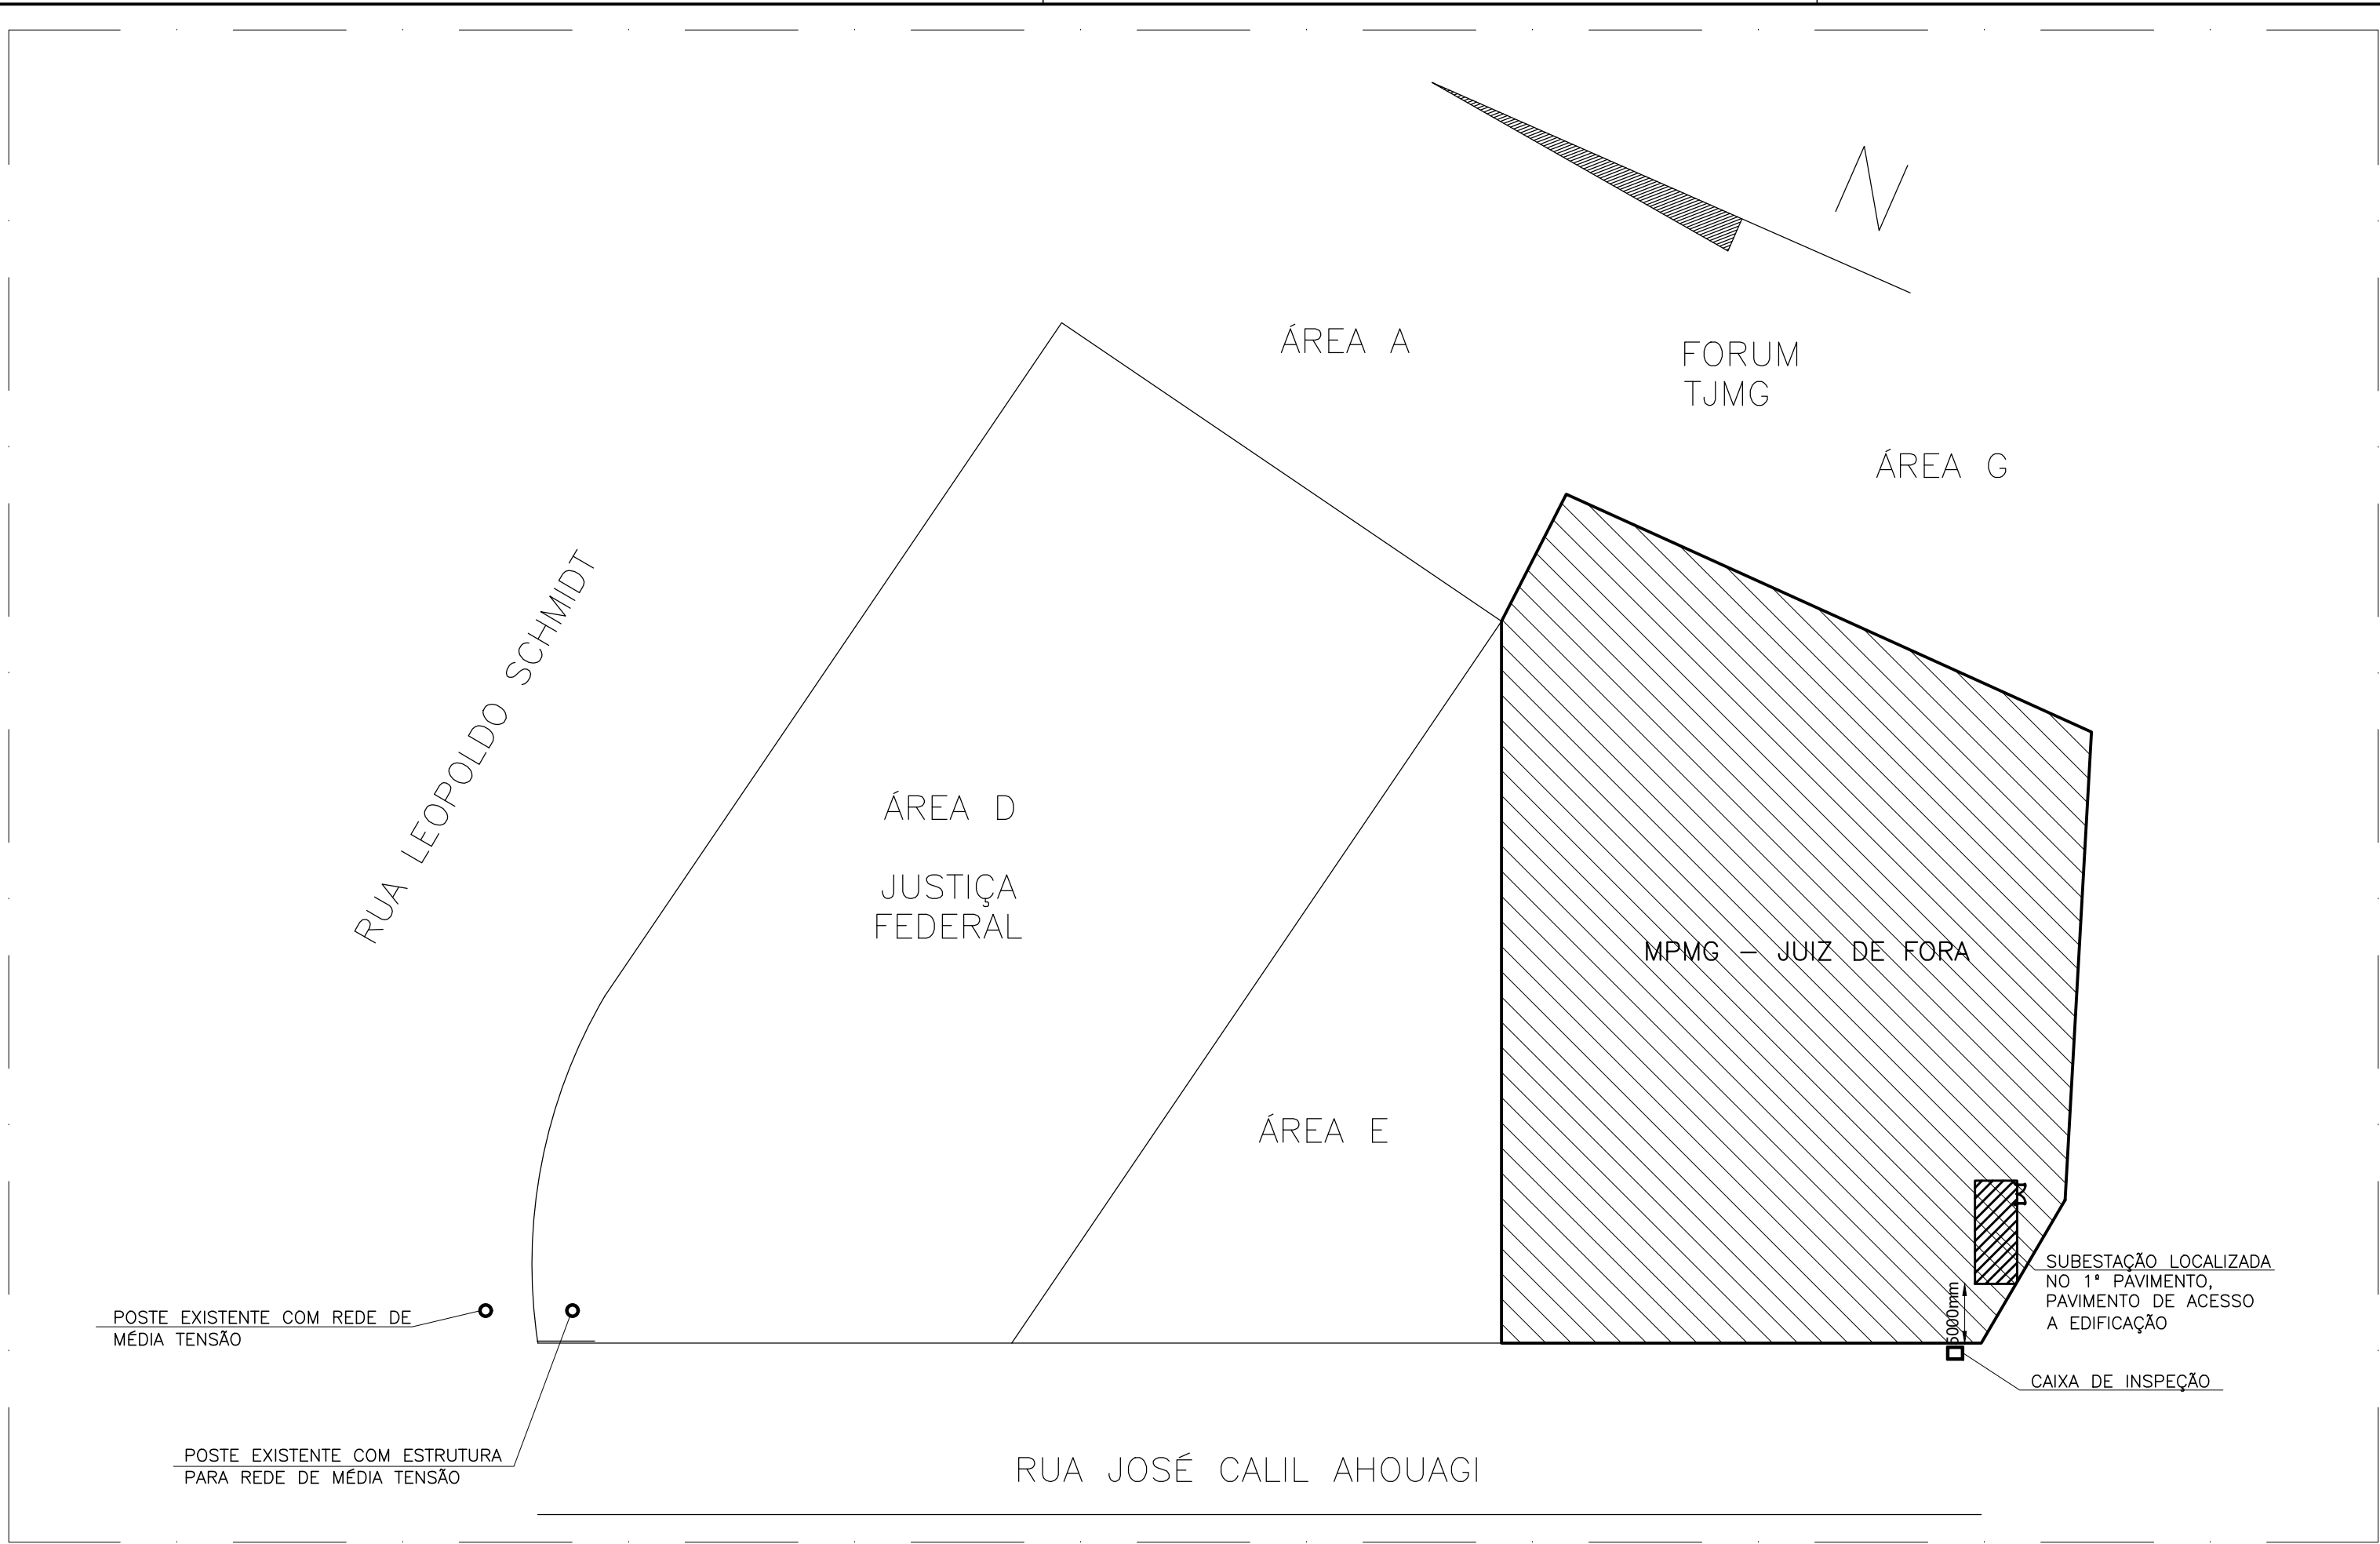 N
ÁREA A
FORUM
TJMG
ÁREA G
RUA LEOPOLDO SCHMIDT
ÁREA D
JUSTIÇA
FEDERAL
MPMG – JUIZ DE FORA
ÁREA E
SUBESTAÇÃO LOCALIZADA
NO 1º PAVIMENTO,
PAVIMENTO DE ACESSO
A EDIFICAÇÃO
5000mm
POSTE EXISTENTE COM REDE DE
MÉDIA TENSÃO
CAIXA DE INSPEÇÃO
POSTE EXISTENTE COM ESTRUTURA
PARA REDE DE MÉDIA TENSÃO
RUA JOSÉ CALIL AHOUAGI